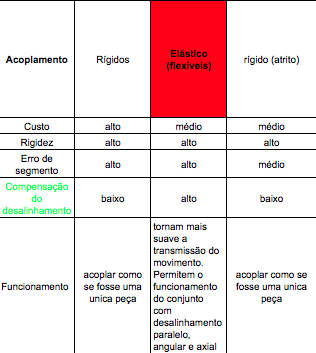 Acoplamento Rígidos Elástico (flexíveis) rígido (atrito)
Custo alto médio médio
Rigidez alto alto alto
Erro de segmento alto alto médio
Compensação do desalinhamento baixo alto baixo
Funcionamento
acoplar como se fosse uma unica peça
tornam mais
suave a
transmissão do
movimento.
Permitem o
funcionamento
do conjunto
com
desalinhamento
paralelo,
angular e axial
acoplar como se
fosse uma unica
peça